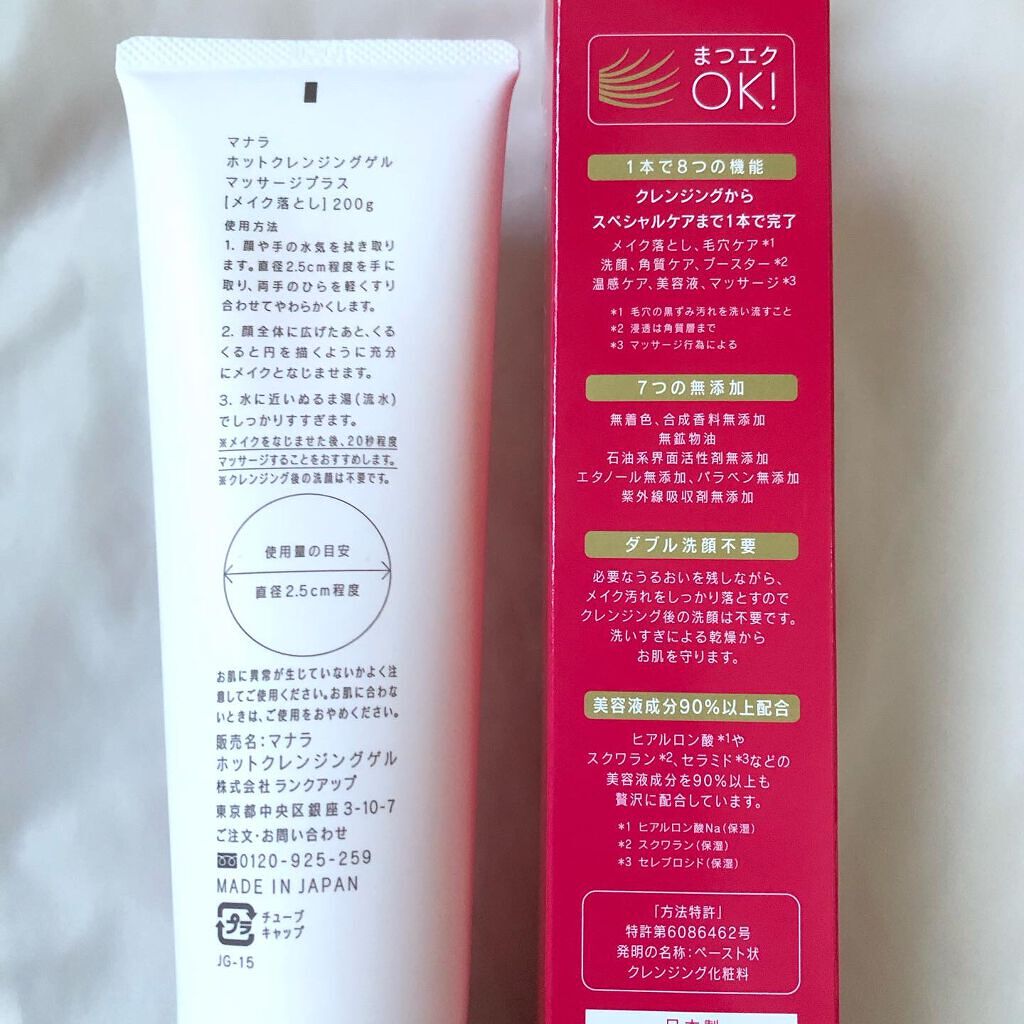 マナラ
ホットクレンジングゲル
マッサージプラス
[メイク落とし] 200g
使用方法
1. 顔や手の水気を拭き取り
ます。直径2.5cm程度を手に
取り、両手のひらを軽くすり
合わせてやわらかくします。
2. 顔全体に広げたあと、くる
くると円を描くように充分
にメイクとなじませます。
3. 水に近いぬるま湯(流水)
でしっかりすすぎます。
※メイクをなじませた後、20秒程度
マッサージすることをおすすめします。
※クレンジング後の洗顔は不要です。
使用量の目安
直径2.5cm程度
お肌に異常が生じていないかよく注
意してご使用ください。お肌に合わな
いときは、ご使用をおやめください。
販売名:マナラ
ホットクレンジングゲル
株式会社 ランクアップ
東京都中央区銀座3-10-7
ご注文・お問い合わせ
0120-925-259
MADE IN JAPAN
プラ
チューブ
キャップ
JG-15
まつエク
OK!
1本で8つの機能
クレンジングから
スペシャルケアまで1本で完了
メイク落とし、毛穴ケア*1
洗顔、角質ケア、ブースター*2
温感ケア、美容液、マッサージ*3
*1 毛穴の黒ずみ汚れを洗い流すこと
*2 浸透は角質層まで
*3 マッサージ行為による
7つの無添加
無着色、合成香料無添加
無鉱物油
石油系界面活性剤無添加
エタノール無添加、パラベン無添加
紫外線吸収剤無添加
ダブル洗顔不要
必要なうるおいを残しながら、
メイク汚れをしっかり落とすので
クレンジング後の洗顔は不要です。
洗いすぎによる乾燥から
お肌を守ります。
美容液成分90%以上配合
ヒアルロン酸*1や
スクワラン*2、セラミド*3などの
美容液成分を90%以上も
贅沢に配合しています。
*1 ヒアルロン酸Na(保湿)
*2 スクワラン(保湿)
*3 セレブロシド(保湿)
「方法特許」
特許第6086462号
発明の名称:ペースト状
クレンジング化粧料
日本製